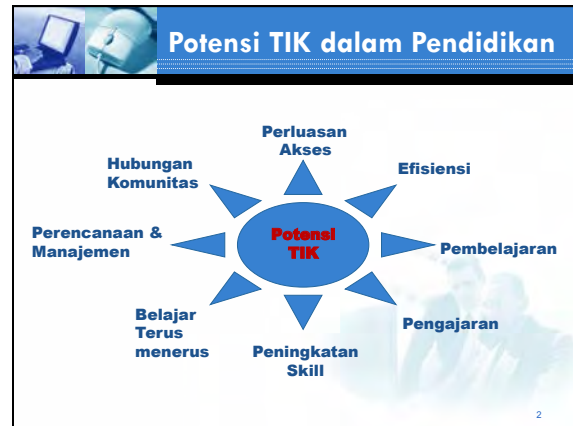 Potensi TIK dalam Pendidikan
Perluasan
Akses
Hubungan
Komunitas
Efisiensi
Perencanaan &
Manajemen
Potensi
TIK
Pembelajaran
Belajar
Terus
menerus
Peningkatan
Skill
Pengajaran
2